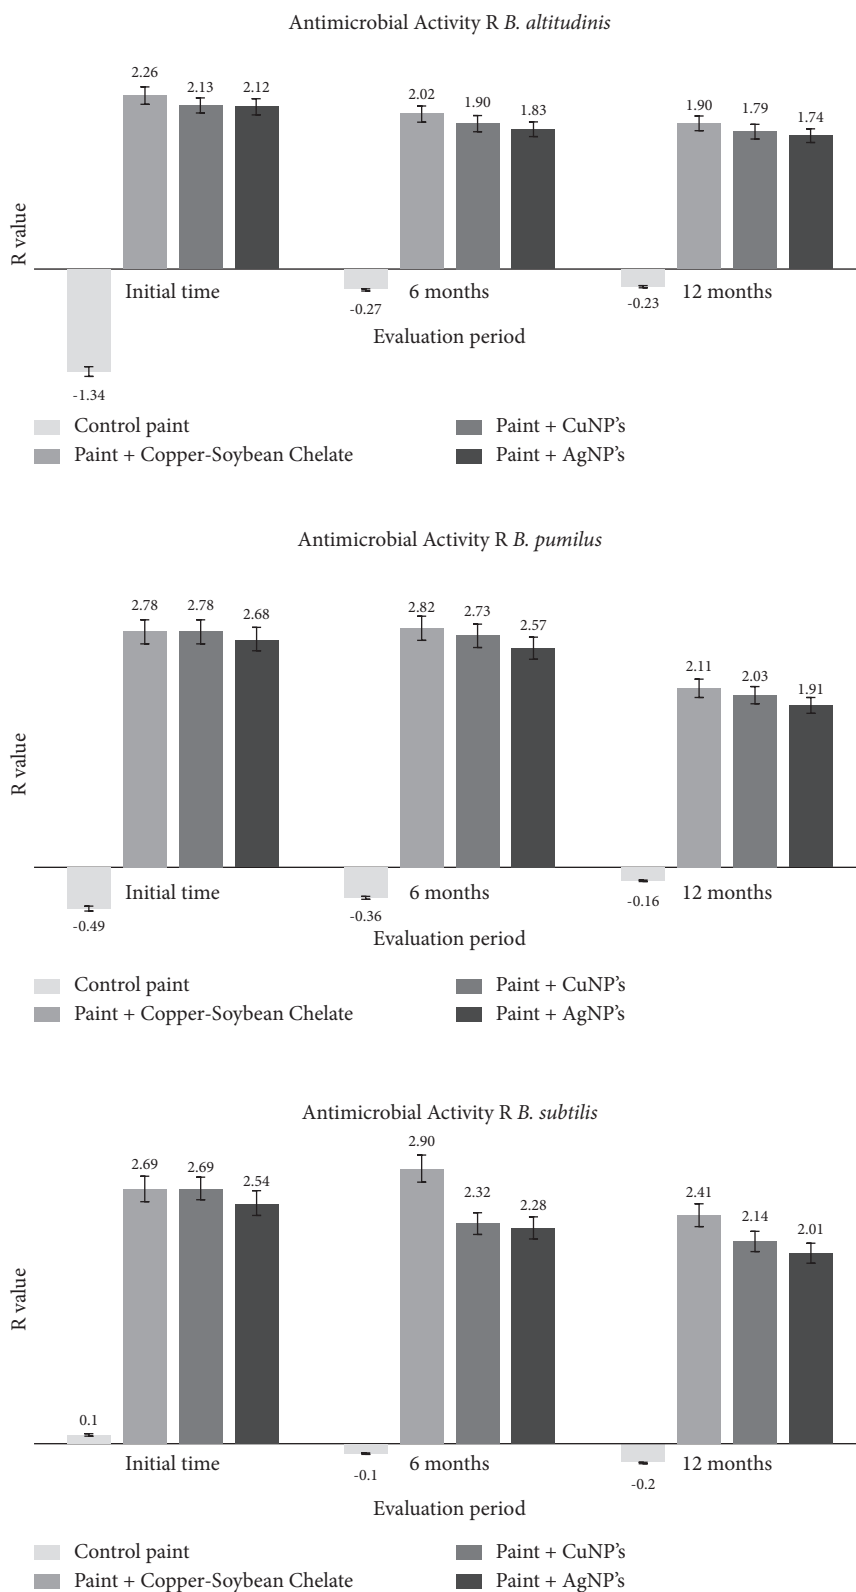 Antimicrobial Activity R B. altitudinis
2.26
2.13
2.12
2.02
1.90
1.83
1.90
1.79
1.74
R value
Initial time
6 months
12 months
-0.27
-0.23
Evaluation period
-1.34
Control paint
Paint + CuNP's
Paint + Copper-Soybean Chelate
Paint + AgNP's
Antimicrobial Activity R B. pumilus
2.78
2.78
2.68
2.82
2.73
2.57
2.11
2.03
1.91
R value
Initial time
6 months
12 months
-0.49
-0.36
-0.16
Evaluation period
Control paint
Paint + CuNP's
Paint + Copper-Soybean Chelate
Paint + AgNP's
Antimicrobial Activity R B. subtilis
2.69
2.69
2.54
2.90
2.32
2.28
2.41
2.14
2.01
R value
0.1
Initial time
6 months
12 months
-0.1
-0.2
Evaluation period
Control paint
Paint + CuNP's
Paint + Copper-Soybean Chelate
Paint + AgNP's